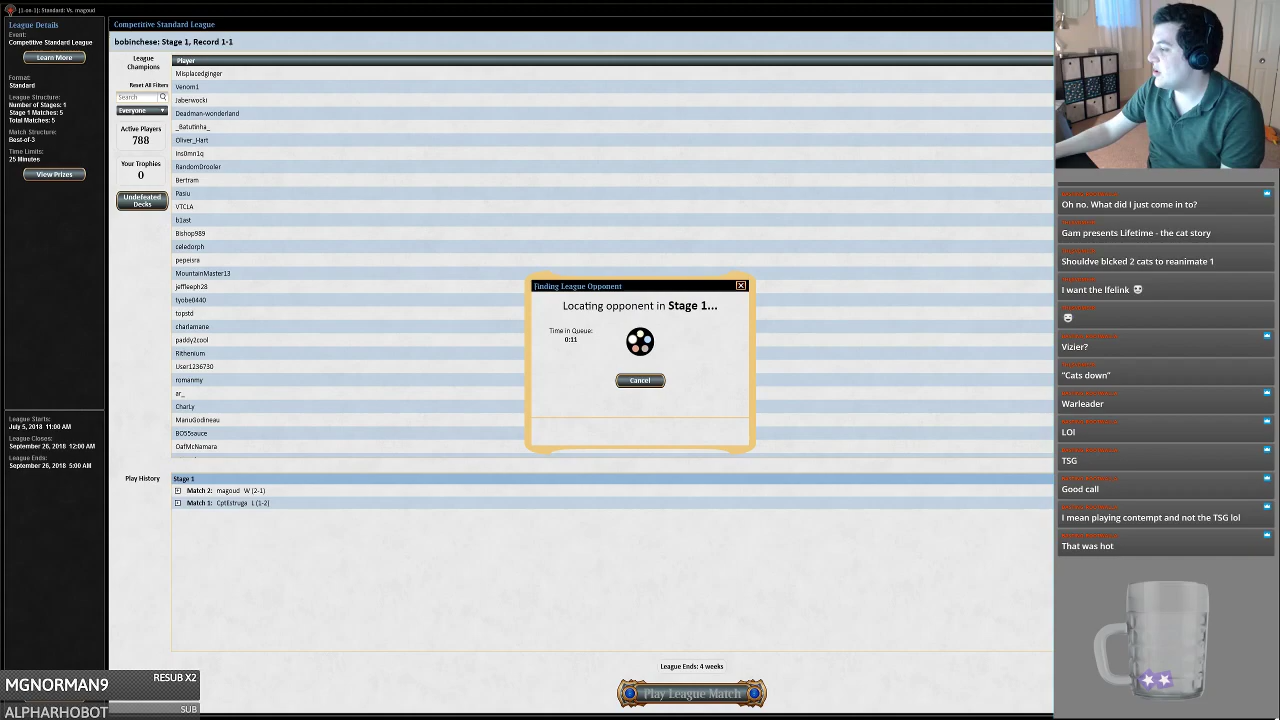 (1-on-1): Standard: Vs. magoud
League Details
Event:
Competitive Standard League
Learn More
Format:
Standard
League Structure:
Number of Stages: 1
Stage 1 Matches: 5
Total Matches: 5
Match Structure:
Best-of-3
Time Limits:
25 Minutes
View Prizes
League Starts:
July 5, 2018 11:00 AM
League Closes:
September 26, 2018 12:00 AM
League Ends:
September 26, 2018 5:00 AM
Competitive Standard League
bobinchese: Stage 1, Record 1-1
League
Champions
Reset All Filters
Search
Everyone
Active Players
788
Your Trophies
0
Undefeated
Decks
Player
Misplacedginger
Venom1
Jaberwocki
Deadman-wonderland
_Batutinha_
Oliver_Hart
Ins0mn1q
RandomDrooler
Bertram
Pasiu
VTCLA
b1ast
Bishop989
celedorph
pepeisra
MountainMaster13
jeffleeph28
tyobe0440
topstd
charlamane
paddy2cool
Rithenium
User1236730
romanmy
ar_
CharLy
ManuGodineau
BO55sauce
OafMcNamara
Finding League Opponent
Locating opponent in Stage 1...
Time in Queue:
0:11
Cancel
Play History
Stage 1
Match 2: magoud W (2-1)
Match 1: CptEstruga L (1-2)
League Ends: 4 weeks
Play League Match
MGNORMAN9
RESUB X2
ALPHARHOBOT
SUB
Oh no. What did I just come in to?
Gam presents Lifetime - the cat story
Shouldve blcked 2 cats to reanimate 1
I want the lfelink
Vizier?
“Cats down”
Warleader
LOl
TSG
Good call
I mean playing contempt and not the TSG lol
That was hot